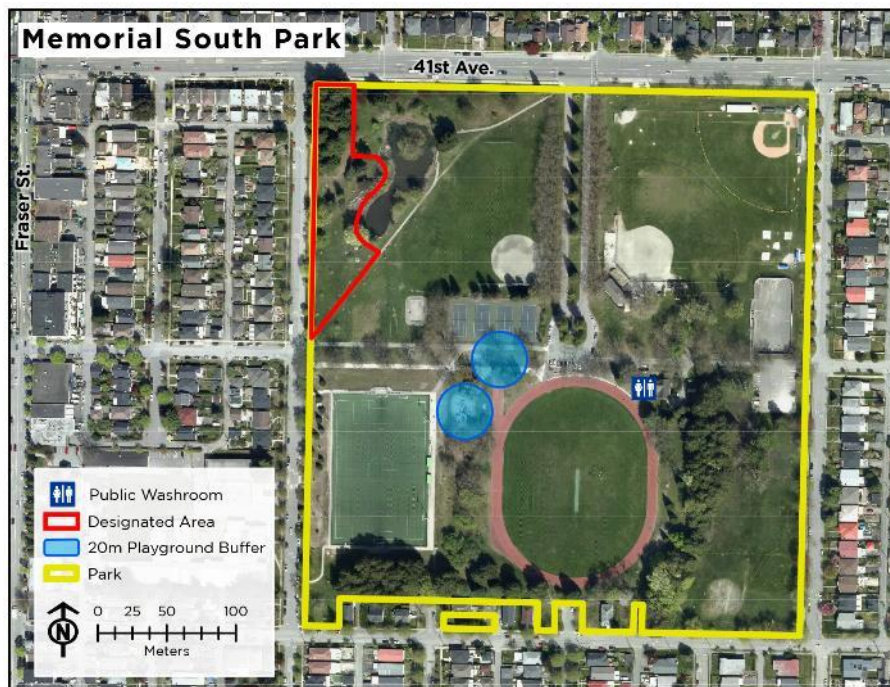 Memorial South Park
41st Ave.
Fraser St.
Public Washroom
Designated Area
20m Playground Buffer
Park
N
0 25 50 100
Meters